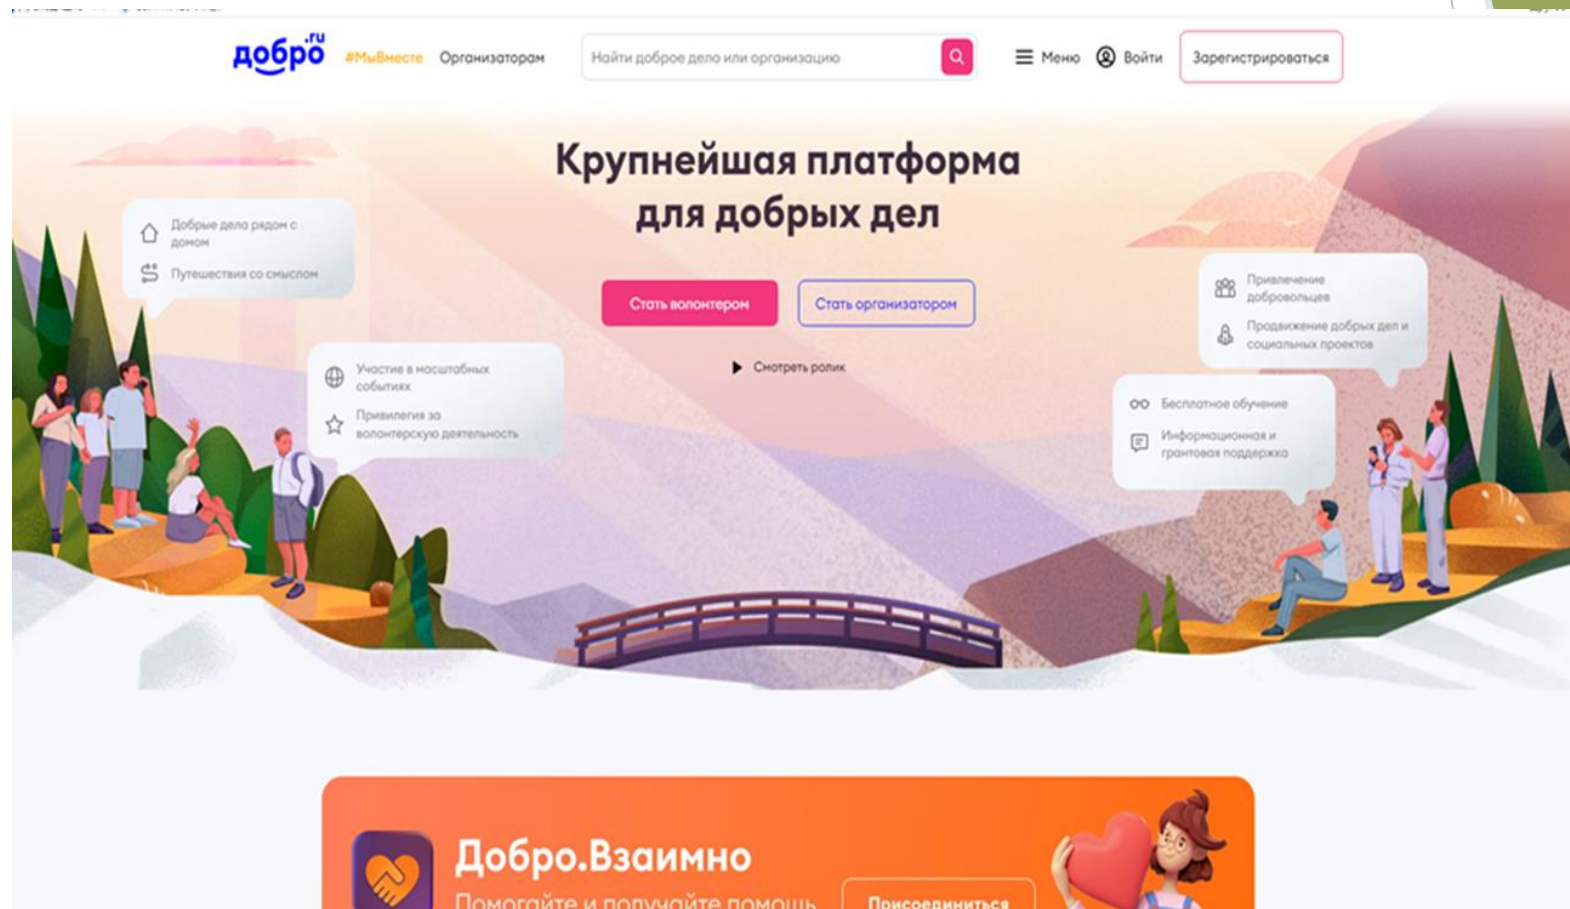 добро.ru
#МыВместе
Организаторам
Найти доброе дело или организацию
Меню
Войти
Зарегистрироваться
Крупнейшая платформа
для добрых дел
Стать волонтером
Стать организатором
Смотреть ролик
Добрые дела рядом с
домом
Путешествия со смыслом
Участие в масштабных
событиях
Привилегия за
волонтерскую деятельность
Привлечение
добровольцев
Продвижение добрых дел и
социальных проектов
Бесплатное обучение
Информационная и
грантовая поддержка
Добро.Взаимно
Помогайте и получайте помощь
Присоединиться